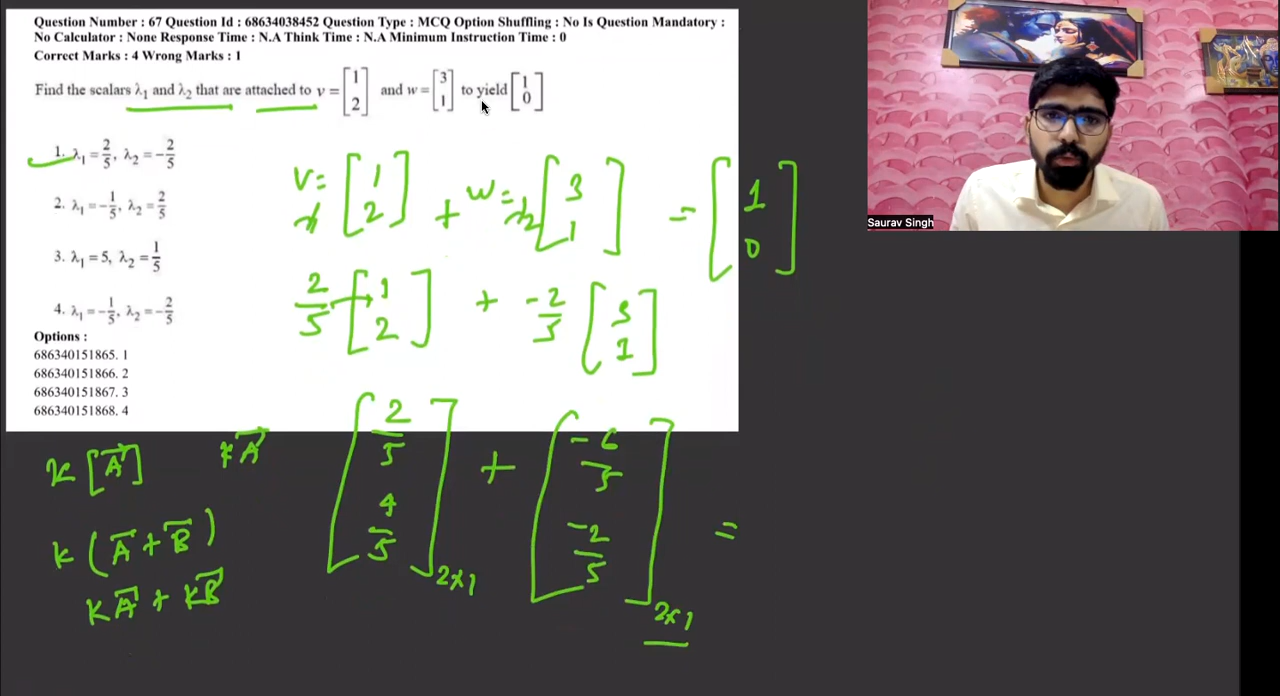 Question Number : 67 Question Id : 68634038452 Question Type : MCQ Option Shuffling : No Is Question Mandatory :
No Calculator : None Response Time : N.A Think Time : N.A Minimum Instruction Time : 0
Correct Marks : 4 Wrong Marks : 1
Find the scalars λ₁ and λ₂ that are attached to v = [1 2] and w = [3 1] to yield [1 0]
1. λ₁ = 2/5, λ₂ = -2/5
2. λ₁ = -1/5, λ₂ = 2/5
3. λ₁ = 5, λ₂ = 1/5
4. λ₁ = -1/5, λ₂ = -2/5
Options :
686340151865. 1
686340151866. 2
686340151867. 3
686340151868. 4
V= [1 2] + W= λ2 [3 1] = [1 0]
2/5 [1 2] + -2/5 [3 1]
[2/5 4/5] 2×1 + [-6/5 -2/5] 2×1 =
K [A⃗] KA⃗
K (A⃗ + B⃗)
KA⃗ + KB⃗
Saurav Singh